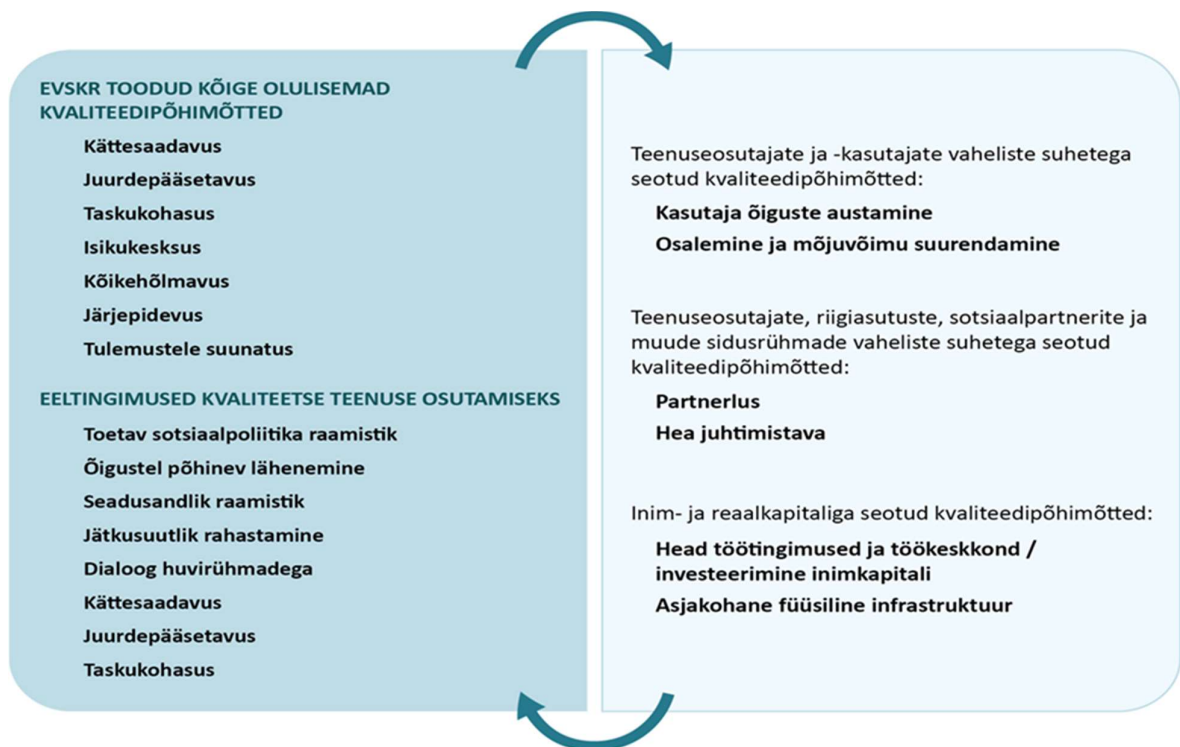 EVSKR TOODUD KÕIGE OLULISEMAD
KVALITEEDIPÕHIMÕTTED
Kättesaadavus
Juurdepääsetavus
Taskukohasus
Isikukesksus
Kõikehõlmavus
Järjepidevus
Tulemustele suunatus
EELTINGIMUSED KVALITEETSE TEENUSE OSUTAMISEKS
Toetav sotsiaalpoliitika raamistik
Õigustel põhinev lähenemine
Seadusandlik raamistik
Jätkusuutlik rahastamine
Dialoog huvirühmadega
Kättesaadavus
Juurdepääsetavus
Taskukohasus
Teenuseosutajate ja -kasutajate vaheliste suhetega
seotud kvaliteedipõhimõtted:
Kasutaja õiguste austamine
Osalemine ja mõjuvõimu suurendamine
Teenuseosutajate, riigiasutuste, sotsiaalpartnerite ja
muude sidusrühmade vaheliste suhetega seotud
kvaliteedipõhimõtted:
Partnerlus
Hea juhtimistava
Inim- ja reaalkapitaliga seotud kvaliteedipõhimõtted:
Head töötingimused ja töökeskkond /
investeerimine inimkapitali
Asjakohane füüsiline infrastruktuur